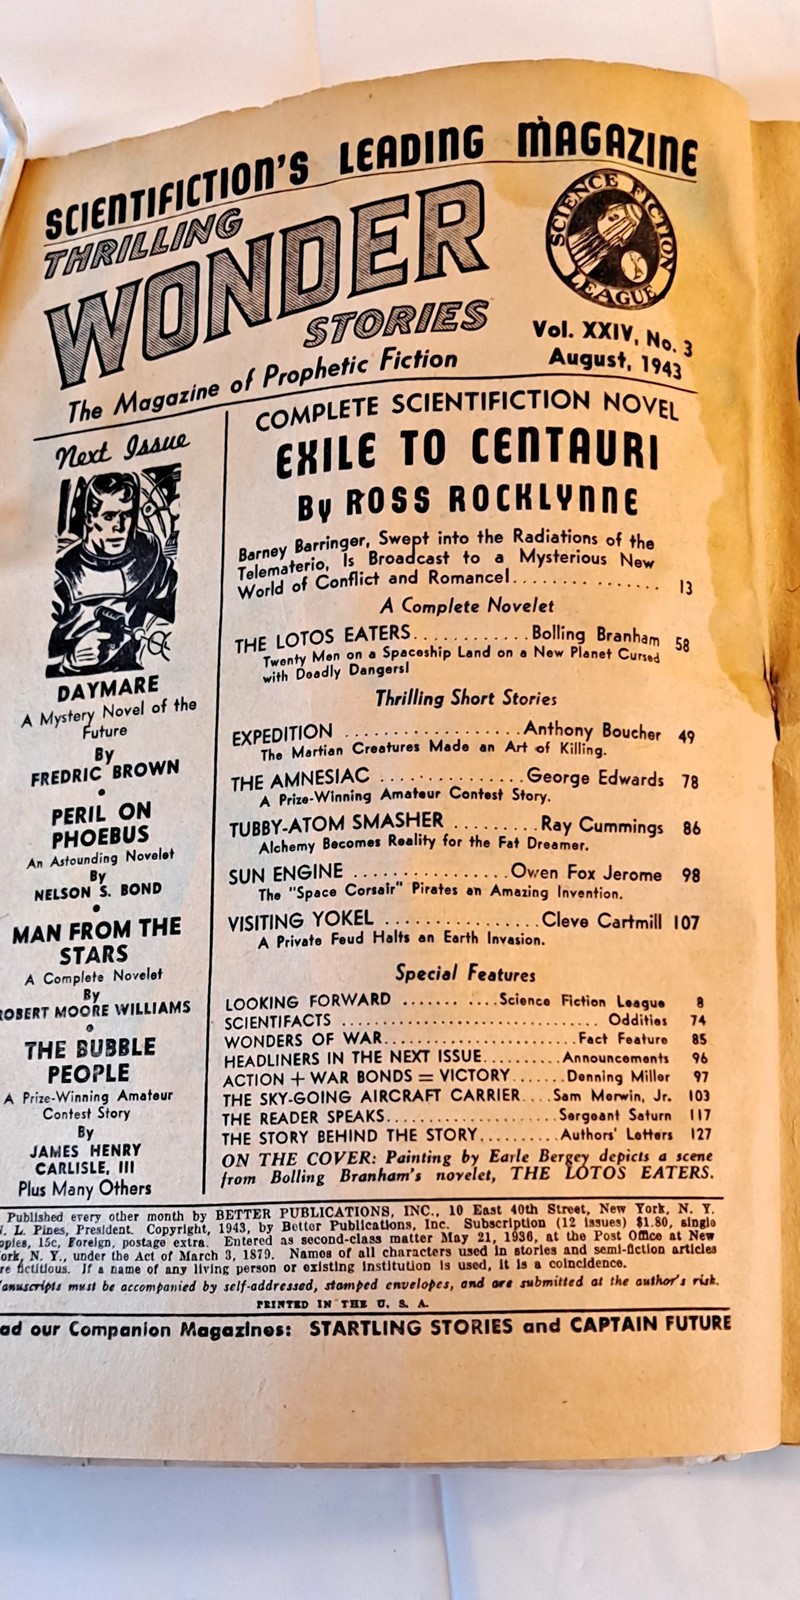 SCIENTIFICTION'S LEADING MAGAZINE
THRILLING
WONDER
STORIES
The Magazine of Prophetic Fiction
SCIENCE FICTION
LEAGUE
Vol. XXIV, No. 3
August, 1943
Next Issue
DAYMARE
A Mystery Novel of the
Future
By
FREDRIC BROWN
•
PERIL ON
PHOEBUS
An Astounding Novelet
By
NELSON S. BOND
•
MAN FROM THE
STARS
A Complete Novelet
By
ROBERT MOORE WILLIAMS
•
THE BUBBLE
PEOPLE
A Prize-Winning Amateur
Contest Story
By
JAMES HENRY
CARLISLE, III
Plus Many Others
COMPLETE SCIENTIFICTION NOVEL
EXILE TO CENTAURI
By ROSS ROCKLYNNE
Barney Barringer, Swept into the Radiations of the
Telematerio, Is Broadcast to a Mysterious New
World of Conflict and Romance!................ 13
A Complete Novelet
THE LOTOS EATERS............Bolling Branham 58
Twenty Men on a Spaceship Land on a New Planet Cursed
with Deadly Dangers!
Thrilling Short Stories
EXPEDITION ..................Anthony Boucher 49
The Martian Creatures Made an Art of Killing.
THE AMNESIAC ...............George Edwards 78
A Prize-Winning Amateur Contest Story.
TUBBY-ATOM SMASHER .........Ray Cummings 86
Alchemy Becomes Reality for the Fat Dreamer.
SUN ENGINE ................Owen Fox Jerome 98
The "Space Corsair" Pirates an Amazing Invention.
VISITING YOKEL ................Cleve Cartmill 107
A Private Feud Halts an Earth Invasion.
Special Features
LOOKING FORWARD ...........Science Fiction League 8
SCIENTIFACTS .............................. Oddities 74
WONDERS OF WAR......................Fact Feature 85
HEADLINERS IN THE NEXT ISSUE..........Announcements 96
ACTION + WAR BONDS = VICTORY.......Denning Miller 97
THE SKY-GOING AIRCRAFT CARRIER....Sam Merwin, Jr. 103
THE READER SPEAKS....................Sergeant Saturn 117
THE STORY BEHIND THE STORY..........Authors' Letters 127
ON THE COVER: Painting by Earle Bergey depicts a scene
from Bolling Branham's novelet, THE LOTOS EATERS.
Published every other month by BETTER PUBLICATIONS, INC., 10 East 40th Street, New York, N. Y.
N. L. Pines, President. Copyright, 1943, by Better Publications, Inc. Subscription (12 issues) $1.80, single
opies, 15c, Foreign, postage extra. Entered as second-class matter May 21, 1936, at the Post Office at New
ork, N. Y., under the Act of March 3, 1879. Names of all characters used in stories and semi-fiction articles
re fictitious. If a name of any living person or existing institution is used, it is a coincidence.
anuscripts must be accompanied by self-addressed, stamped envelopes, and are submitted at the author's risk.
PRINTED IN THE U. S. A.
ad our Companion Magazines: STARTLING STORIES and CAPTAIN FUTURE